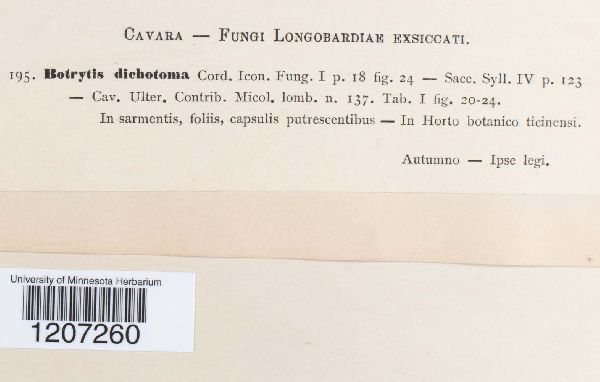 CAVARA — FUNGI LONGOBARDIAE EXSICCATI.
195. Botrytis dichotoma Cord. Icon. Fung. I p. 18 fig. 24 — Sacc. Syll. IV p. 123
— Cav. Ulter. Contrib. Micol. lomb. n. 137. Tab. I fig. 20-24.
In sarmentis, foliis, capsulis putrescentibus — In Horto botanico ticinensi.
Autumno — Ipse legi.
University of Minnesota Herbarium
1207260